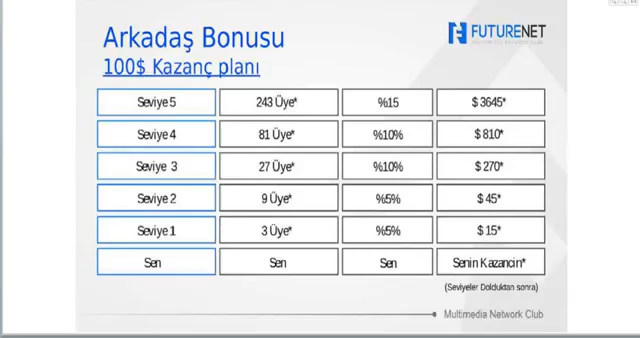 Arkadaş Bonusu
100$ Kazanç planı
FUTURENET
Seviye 5 243 Üye* %15 $ 3645*
Seviye 4 81 Üye* %10% $ 810*
Seviye 3 27 Üye* %10% $ 270*
Seviye 2 9 Üye* %5% $ 45*
Seviye 1 3 Üye* %5% $ 15*
Sen Sen Sen Senin Kazancin*
(Seviyeler Dolduktan sonra)
Multimedia Network Club